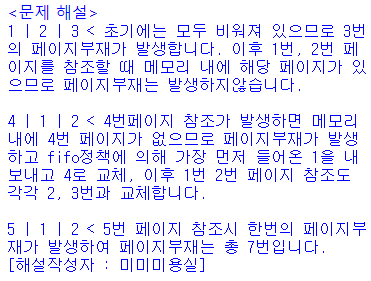 <문제 해설>
1 | 2 | 3 < 초기에는 모두 비워져 있으므로 3번
의 페이지부재가 발생합니다. 이후 1번, 2번 페
이지를 참조할 때 메모리 내에 해당 페이지가 있
으므로 페이지부재는 발생하지않습니다.

4 | 1 | 2 < 4번페이지 참조가 발생하면 메모리
내에 4번 페이지가 없으므로 페이지부재가 발생
하고 fifo정책에 의해 가장 먼저 들어온 1을 내
보내고 4로 교체, 이후 1번 2번 페이지 참조도
각각 2, 3번과 교체합니다.

5 | 1 | 2 < 5번 페이지 참조시 한번의 페이지부
재가 발생하여 페이지부재는 총 7번입니다.
[해설작성자 : 미미미용실]